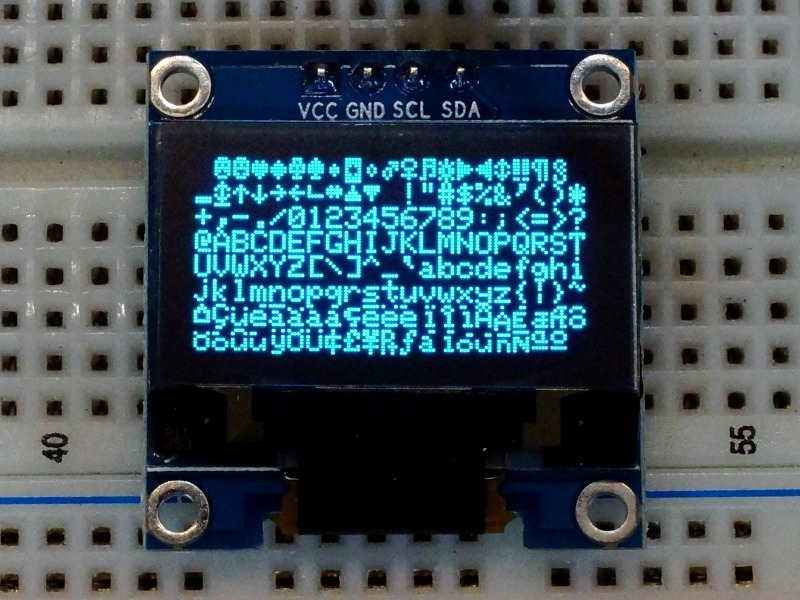 VCC GND SCL SDA
☺☻♥♦♣♠•◘○♂♀♫☼►◄↕‼¶§
▬↨↑↓→←∟↔▲▼ !"#$%&'()*
+,-./0123456789:;<=>?
@ABCDEFGHIJKLMNOPQRST
UVWXYZ[\]^_`abcdefghi
jklmnopqrstuvwxyz{|}~
40
55